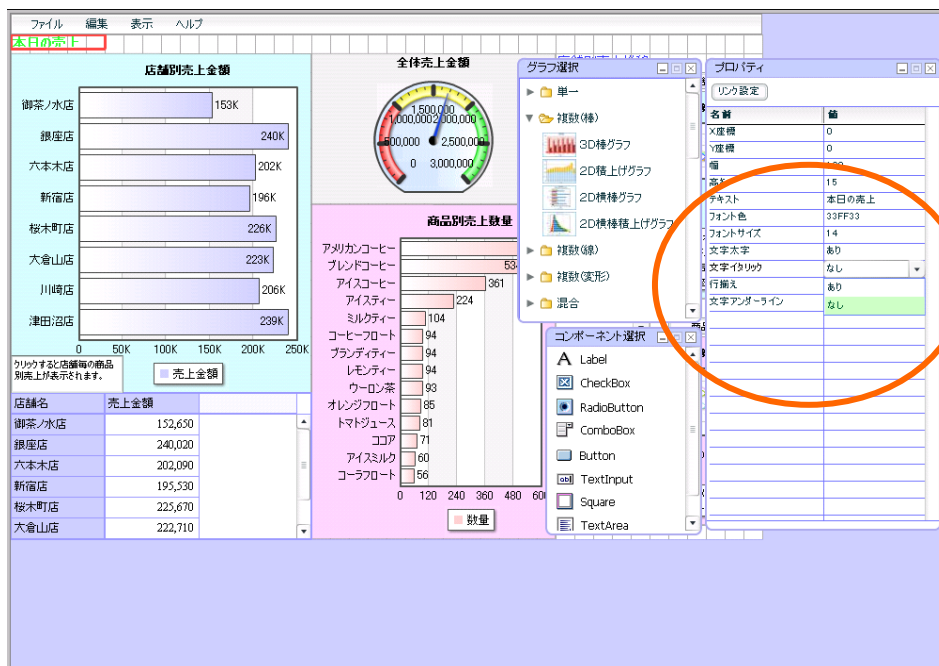 ファイル 編集 表示 ヘルプ
本日の売上
店舗別売上金額
御茶ノ水店 153K
銀座店 240K
六本木店 202K
新宿店 196K
桜木町店 226K
大倉山店 223K
川崎店 206K
津田沼店 239K
0 50K 100K 150K 200K 250K
クリックすると店舗毎の商品
別売上が表示されます。
売上金額
店舗名 売上金額
御茶ノ水店 152,650
銀座店 240,020
六本木店 202,090
新宿店 195,530
桜木町店 225,670
大倉山店 222,710
全体売上金額
1,500,000
1,000,000 2,000,000
500,000 2,500,000
0 3,000,000
商品別売上数量
アメリカンコーヒー
ブレンドコーヒー
アイスコーヒー 361
アイスティー 224
ミルクティー 104
コーヒーフロート 94
ブランディティー 94
レモンティー 94
ウーロン茶 93
オレンジフロート 85
トマトジュース 81
ココア 71
アイスミルク 60
コーラフロート 56
0 120 240 360 480
数量
グラフ選択
単一
複数(棒)
3D棒グラフ
2D積上げグラフ
2D横棒グラフ
2D横棒積上げグラフ
複数(線)
複数(変形)
混合
コンポーネント選択
Label
CheckBox
RadioButton
ComboBox
Button
TextInput
Square
TextArea
プロパティ
リンク設定
名前 値
X座標 0
Y座標 0
幅
高さ 15
テキスト 本日の売上
フォント色 33FF33
フォントサイズ 14
文字太字 あり
文字イタリック なし
行揃え あり
文字アンダーライン なし